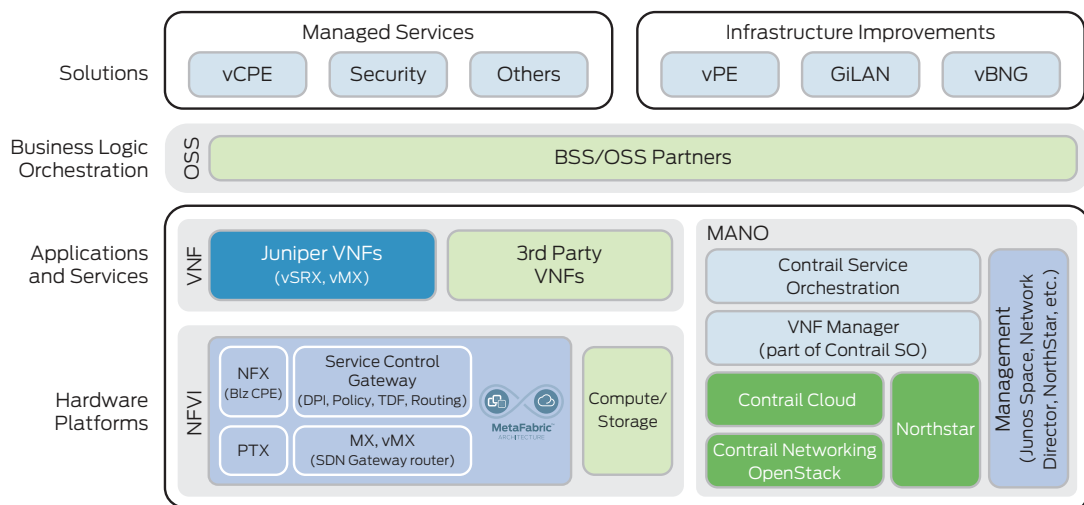 Managed Services
Infrastructure Improvements
Solutions
vCPE
Security
Others
vPE
GiLAN
vBNG
Business Logic
Orchestration
OSS
BSS/OSS Partners
Applications
and Services
VNF
Juniper VNFs
(vSRX, vMX)
3rd Party
VNFs
MANO
Contrail Service
Orchestration
VNF Manager
(part of Contrail SO)
Contrail Cloud
Contrail Networking
OpenStack
Northstar
Management
(Junos Space, Network
Director, NorthStar, etc.)
Hardware
Platforms
NFVI
NFX
(BIz CPE)
Service Control
Gateway
(DPI, Policy, TDF, Routing)
PTX
MX, vMX
(SDN Gateway router)
MetaFabric™
ARCHITECTURE
Compute/
Storage